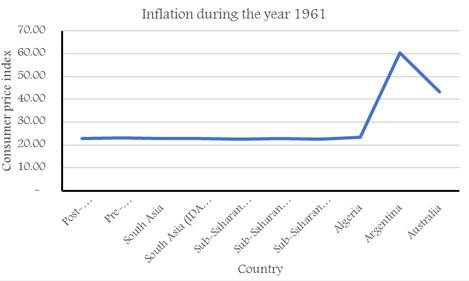 Inflation during the year 1961
Consumer price index
70.00
60.00
50.00
40.00
30.00
20.00
10.00
-
Post-…
Pre-…
South Asia
South Asia (IDA…
Sub-Saharan…
Sub-Saharan…
Sub-Saharan…
Algeria
Argentina
Australia
Country